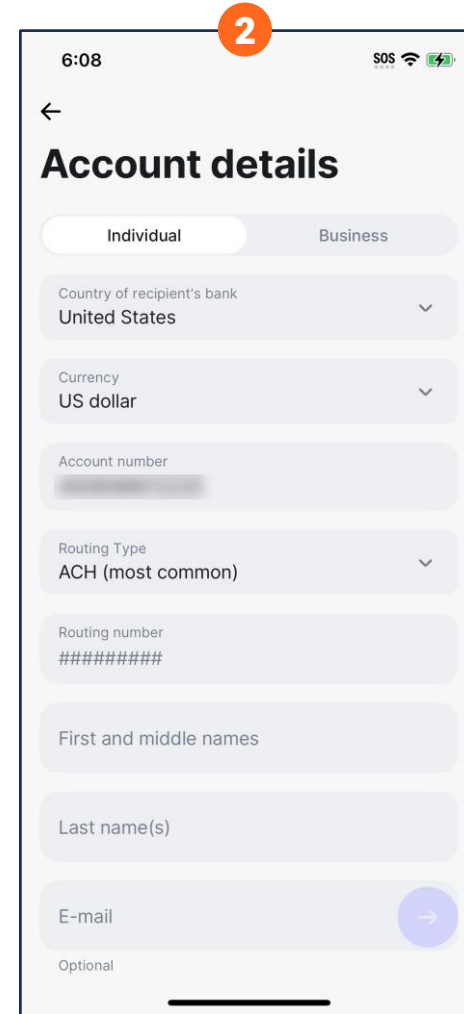 2
6:08 SOS
Account details
Individual Business
Country of recipient's bank
United States
Currency
US dollar
Account number
Routing Type
ACH (most common)
Routing number
#########
First and middle names
Last name(s)
E-mail
Optional